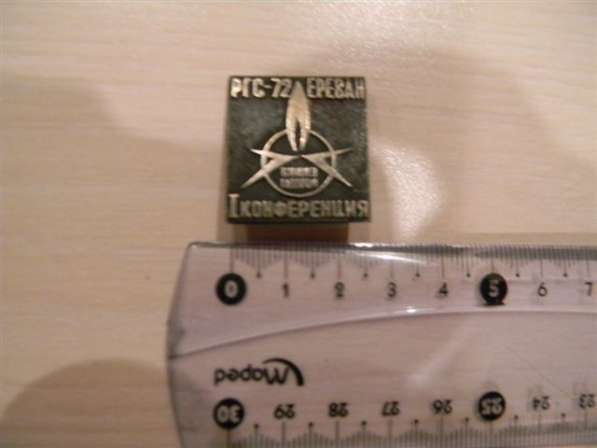 РГС-72 ЕРЕВАН
I КОНФЕРЕНЦИЯ
0 1 2 3 4 5 6 7
Maped
30 29 28 27 26 25 24 23